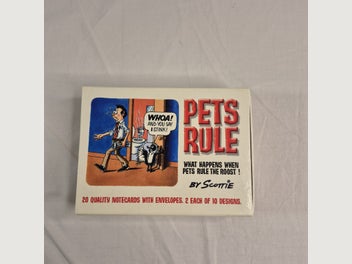 WHOA!
AND YOU SAY
I STINK!
PETS
RULE
WHAT HAPPENS WHEN
PETS RULE THE ROOST!
BY SCOTTIE
20 QUALITY NOTECARDS WITH ENVELOPES. 2 EACH OF 10 DESIGNS.